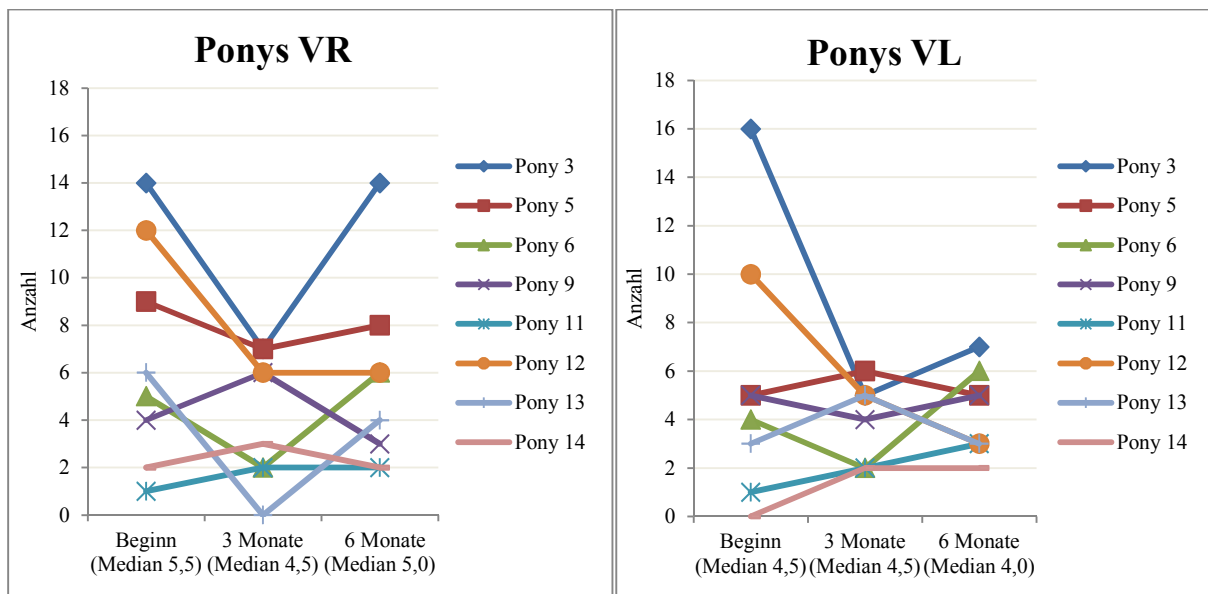 Ponys VR
18
16
14
12
10
8
6
4
2
0
Anzahl
Beginn 3 Monate 6 Monate
(Median 5,5) (Median 4,5) (Median 5,0)
Pony 3
Pony 5
Pony 6
Pony 9
Pony 11
Pony 12
Pony 13
Pony 14
Ponys VL
18
16
14
12
10
8
6
4
2
0
Anzahl
Beginn 3 Monate 6 Monate
(Median 4,5) (Median 4,5) (Median 4,0)
Pony 3
Pony 5
Pony 6
Pony 9
Pony 11
Pony 12
Pony 13
Pony 14